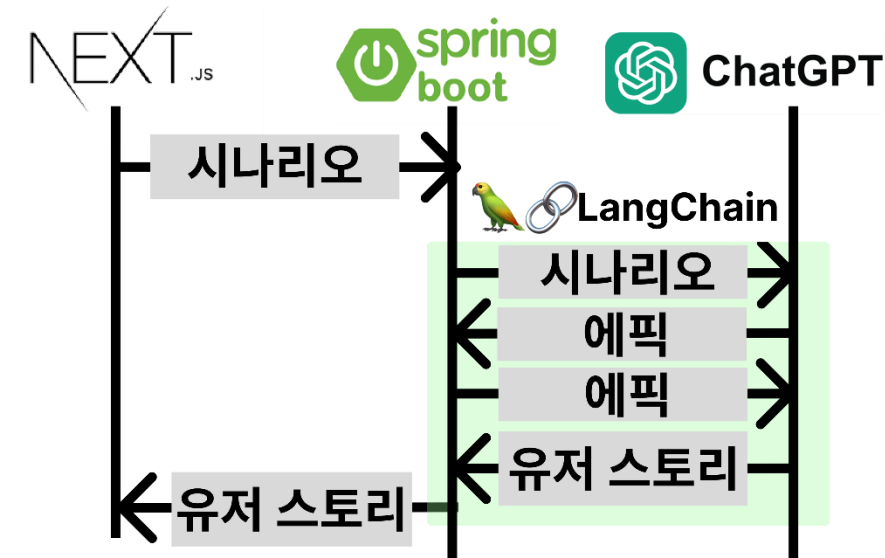 NEXT.JS
spring
boot
ChatGPT
시나리오
LangChain
시나리오
에픽
에픽
유저 스토리
유저 스토리